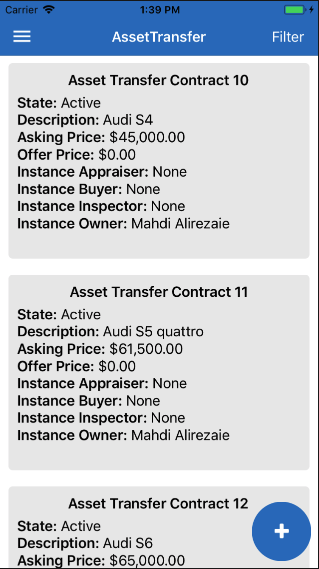 Carrier 1:39 PM
AssetTransfer Filter
Asset Transfer Contract 10
State: Active
Description: Audi S4
Asking Price: $45,000.00
Offer Price: $0.00
Instance Appraiser: None
Instance Buyer: None
Instance Inspector: None
Instance Owner: Mahdi Alirezaie
Asset Transfer Contract 11
State: Active
Description: Audi S5 quattro
Asking Price: $61,500.00
Offer Price: $0.00
Instance Appraiser: None
Instance Buyer: None
Instance Inspector: None
Instance Owner: Mahdi Alirezaie
Asset Transfer Contract 12
State: Active
Description: Audi S6
Asking Price: $65,000.00